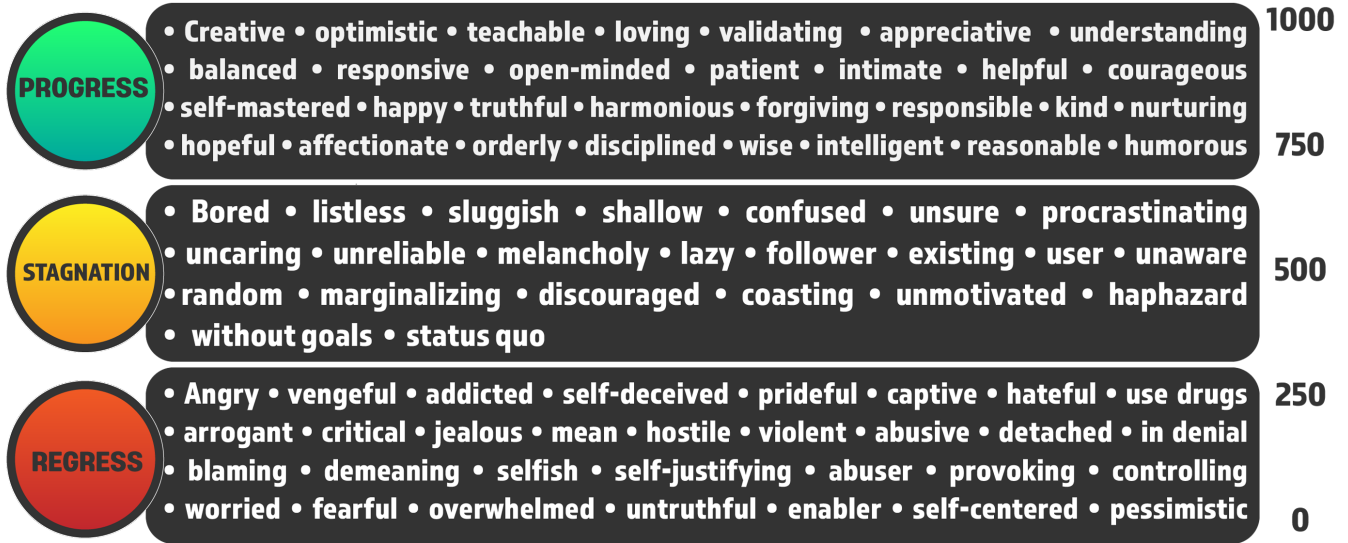 PROGRESS
• Creative • optimistic • teachable • loving • validating • appreciative • understanding
• balanced • responsive • open-minded • patient • intimate • helpful • courageous
• self-mastered • happy • truthful • harmonious • forgiving • responsible • kind • nurturing
• hopeful • affectionate • orderly • disciplined • wise • intelligent • reasonable • humorous
1000
750
STAGNATION
• Bored • listless • sluggish • shallow • confused • unsure • procrastinating
• uncaring • unreliable • melancholy • lazy • follower • existing • user • unaware
• random • marginalizing • discouraged • coasting • unmotivated • haphazard
• without goals • status quo
500
REGRESS
• Angry • vengeful • addicted • self-deceived • prideful • captive • hateful • use drugs
• arrogant • critical • jealous • mean • hostile • violent • abusive • detached • in denial
• blaming • demeaning • selfish • self-justifying • abuser • provoking • controlling
• worried • fearful • overwhelmed • untruthful • enabler • self-centered • pessimistic
250
0